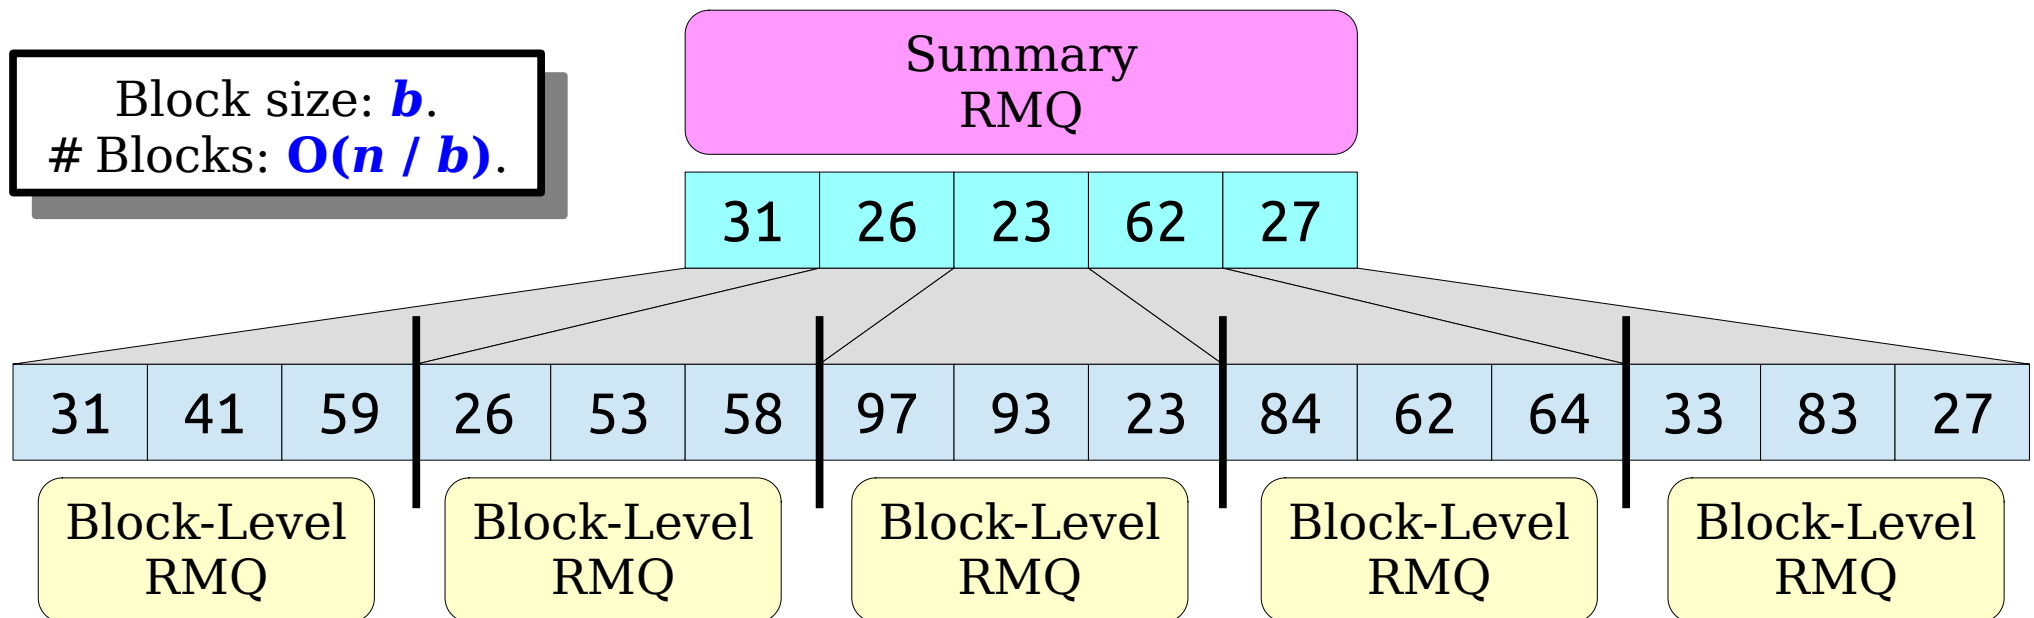 Block size: b.
# Blocks: O(n / b).
Summary
RMQ
31 26 23 62 27
31 41 59 26 53 58 97 93 23 84 62 64 33 83 27
Block-Level Block-Level Block-Level Block-Level Block-Level
RMQ RMQ RMQ RMQ RMQ